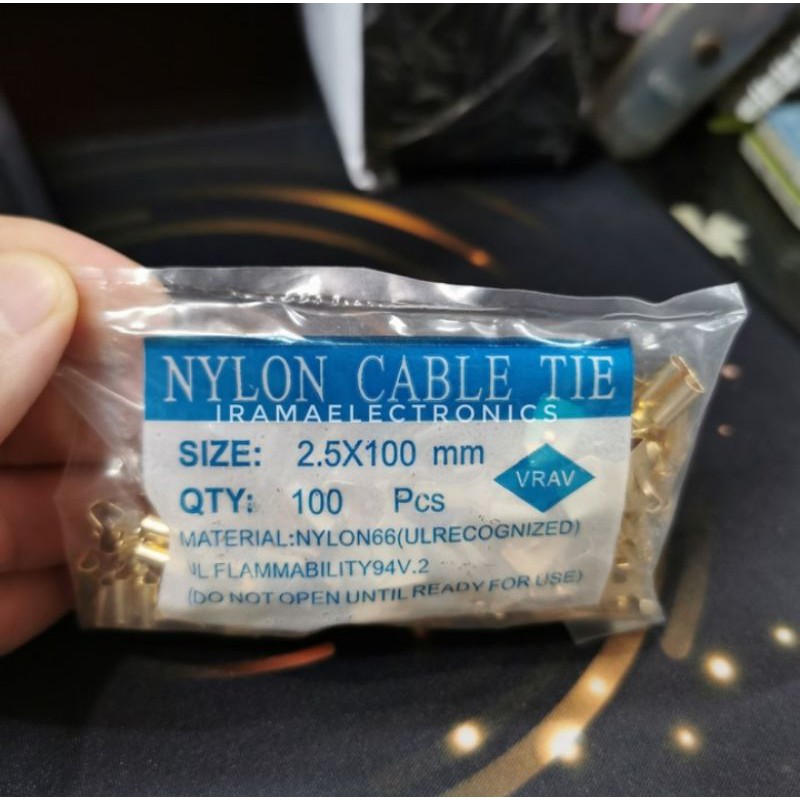 NYLON CABLE TIE
IRAMAELECTRONICS
SIZE: 2.5X100 mm
VRAV
QTY: 100 Pcs
MATERIAL:NYLON66(ULRECOGNIZED)
UL FLAMMABILITY94V.2
(DO NOT OPEN UNTIL READY FOR USE)